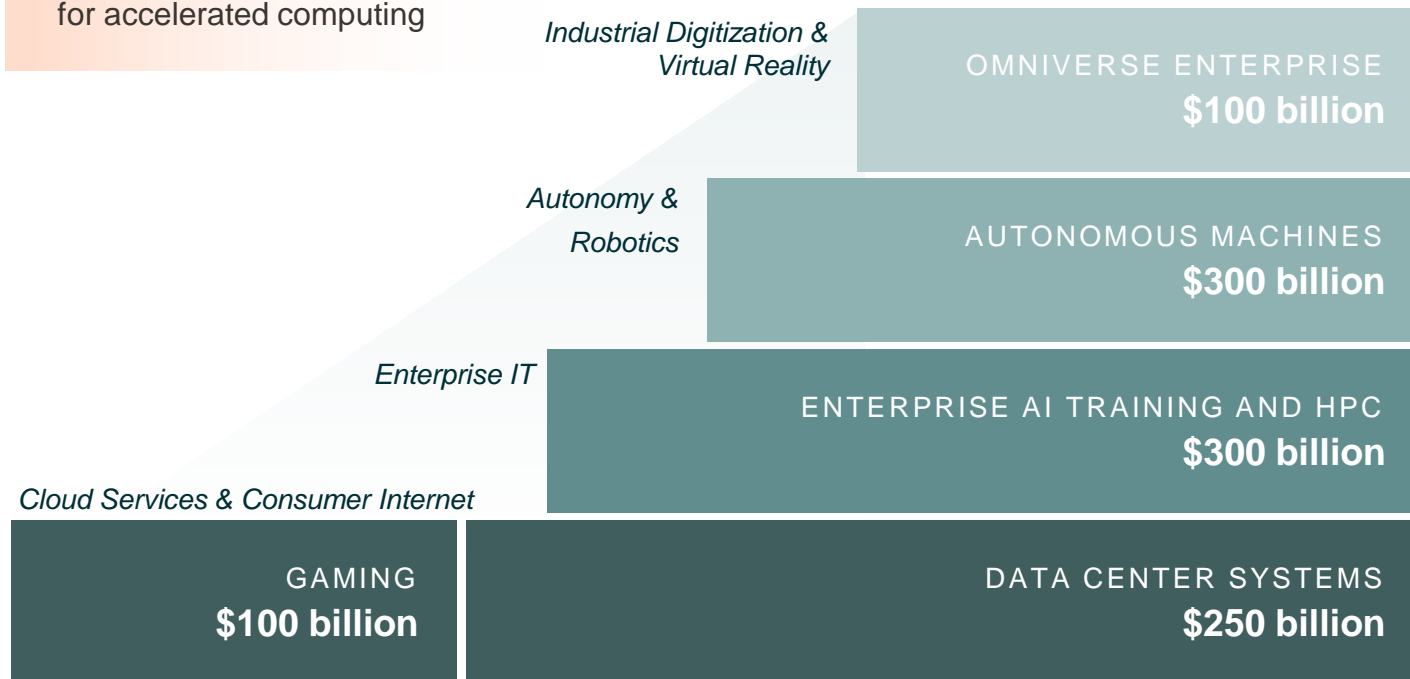 for accelerated computing
Industrial Digitization &
Virtual Reality
OMNIVERSE ENTERPRISE
$100 billion
Autonomy &
Robotics
AUTONOMOUS MACHINES
$300 billion
Enterprise IT
ENTERPRISE AI TRAINING AND HPC
$300 billion
Cloud Services & Consumer Internet
GAMING
$100 billion
DATA CENTER SYSTEMS
$250 billion